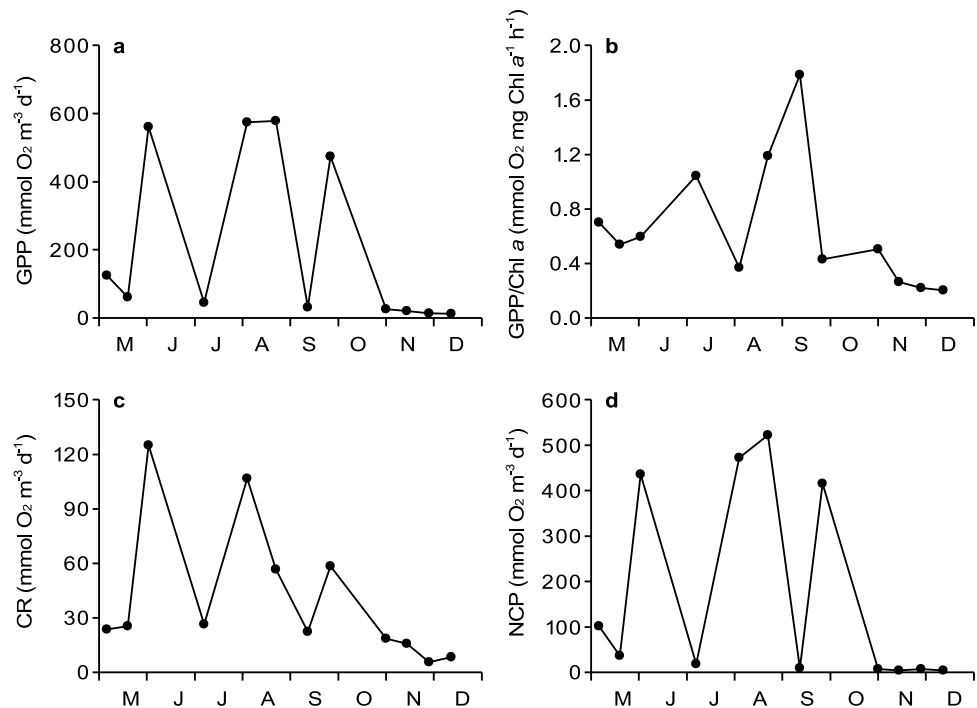 a
GPP (mmol O₂ m⁻³ d⁻¹)
800
600
400
200
0
M J J A S O N D
b
GPP/Chl a (mmol O₂ mg Chl a⁻¹ h⁻¹)
2.0
1.6
1.2
0.8
0.4
0.0
M J J A S O N D
c
CR (mmol O₂ m⁻³ d⁻¹)
150
120
90
60
30
0
M J J A S O N D
d
NCP (mmol O₂ m⁻³ d⁻¹)
600
500
400
300
200
100
0
M J J A S O N D